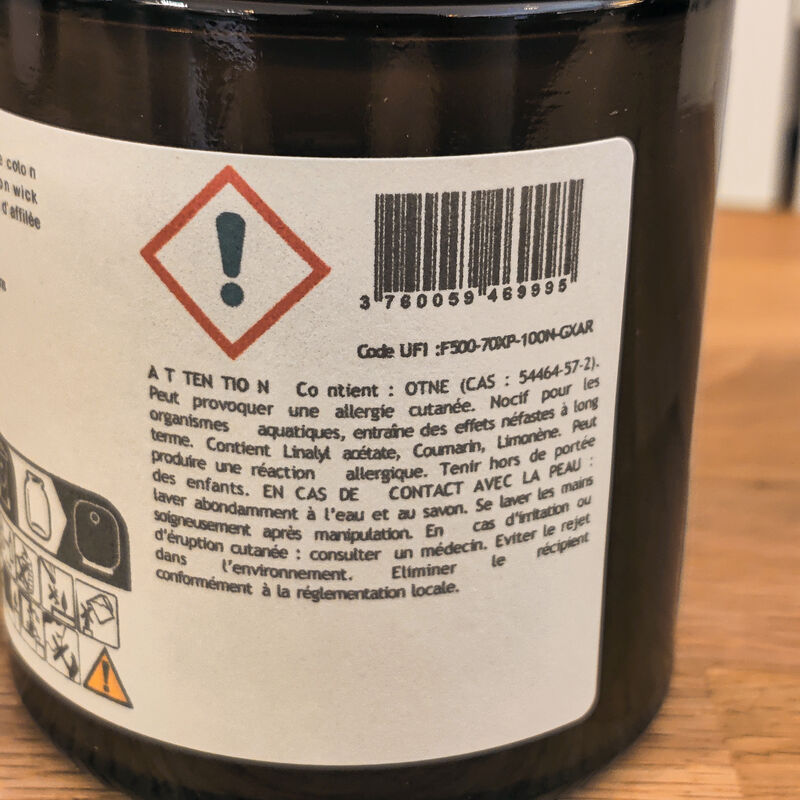 coton
on wick
d'affilée
3 760059 469995
Code UFI :F500-70XP-100N-GXAR
A T TEN TIO N Co ntient : OTNE (CAS : 54464-57-2).
Peut provoquer une allergie cutanée. Nocif pour les
organismes aquatiques, entraîne des effets néfastes à long
terme. Contient Linalyl acétate, Coumarin, Limonène. Peut
produire une réaction allergique. Tenir hors de portée
des enfants. EN CAS DE CONTACT AVEC LA PEAU :
laver abondamment à l'eau et au savon. Se laver les mains
soigneusement après manipulation. En cas d'irritation ou
d'éruption cutanée : consulter un médecin. Eviter le rejet
dans l'environnement. Eliminer le récipient
conformément à la réglementation locale.